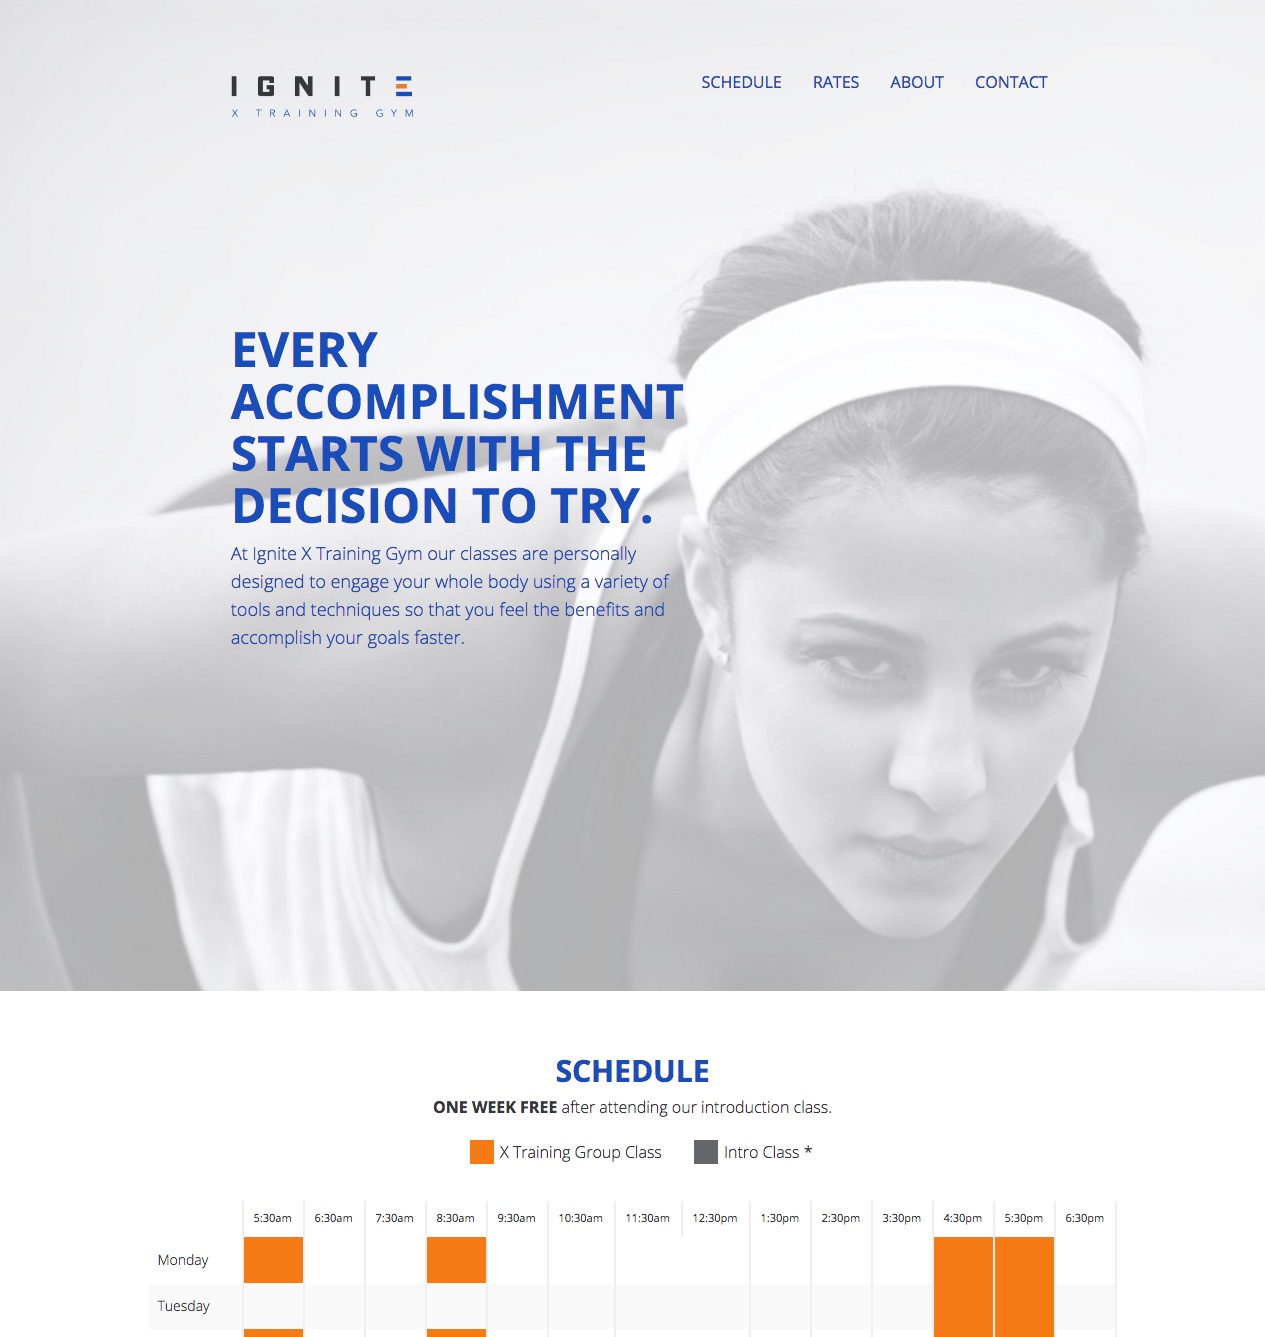 IGNITE
X TRAINING GYM
SCHEDULE RATES ABOUT CONTACT
EVERY
ACCOMPLISHMENT
STARTS WITH THE
DECISION TO TRY.
At Ignite X Training Gym our classes are personally
designed to engage your whole body using a variety of
tools and techniques so that you feel the benefits and
accomplish your goals faster.
SCHEDULE
ONE WEEK FREE after attending our introduction class.
X Training Group Class Intro Class *
5:30am 6:30am 7:30am 8:30am 9:30am 10:30am 11:30am 12:30pm 1:30pm 2:30pm 3:30pm 4:30pm 5:30pm 6:30pm
Monday
Tuesday